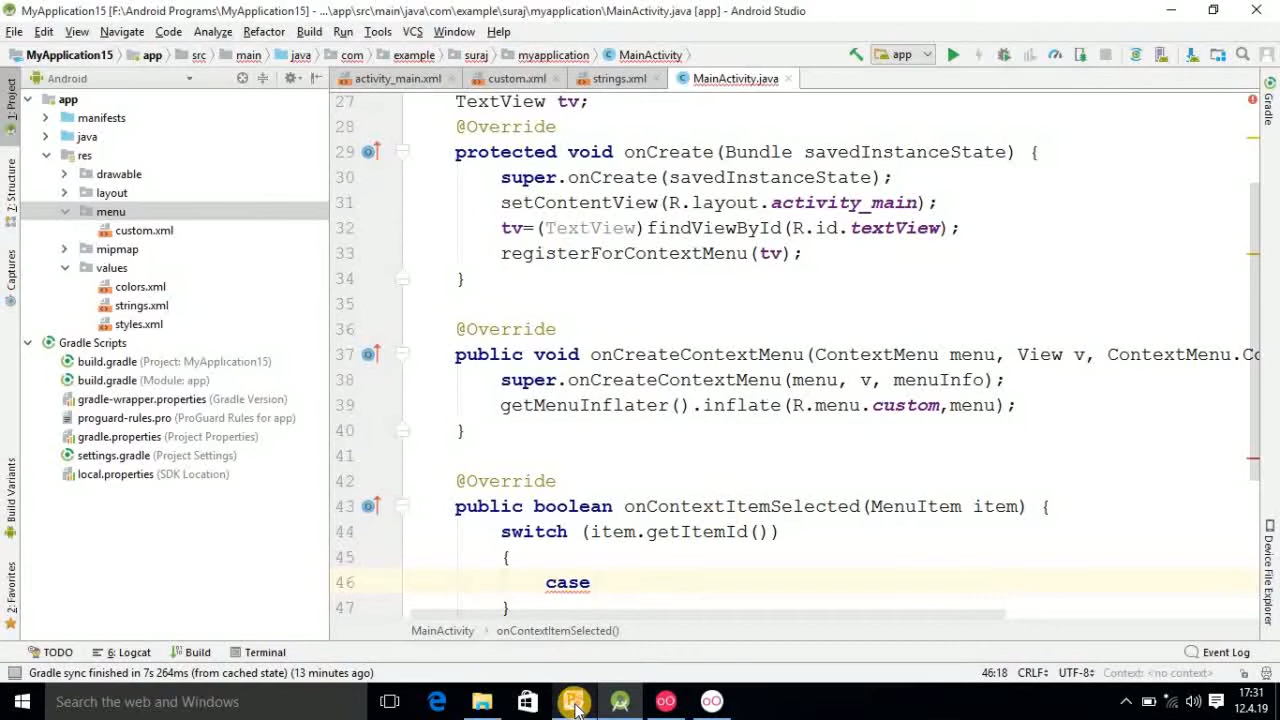 MyApplication15 [F:\Android Programs\MyApplication15] - ...\app\src\main\java\com\example\suraj\myapplication\MainActivity.java [app] - Android Studio
File Edit View Navigate Code Analyze Refactor Build Run Tools VCS Window Help
MyApplication15 app src main java com example suraj myapplication MainActivity app
Android activity_main.xml custom.xml strings.xml MainActivity.java
1: Project
Z: Structure
Captures
Build Variants
2: Favorites
app
manifests
java
res
drawable
layout
menu
custom.xml
mipmap
values
colors.xml
strings.xml
styles.xml
Gradle Scripts
build.gradle (Project: MyApplication15)
build.gradle (Module: app)
gradle-wrapper.properties (Gradle Version)
proguard-rules.pro (ProGuard Rules for app)
gradle.properties (Project Properties)
settings.gradle (Project Settings)
local.properties (SDK Location)
27 TextView tv;
28 @Override
29 protected void onCreate(Bundle savedInstanceState) {
30 super.onCreate(savedInstanceState);
31 setContentView(R.layout.activity_main);
32 tv=(TextView)findViewById(R.id.textView);
33 registerForContextMenu(tv);
34 }
35
36 @Override
37 public void onCreateContextMenu(ContextMenu menu, View v, ContextMenu.Co
38 super.onCreateContextMenu(menu, v, menuInfo);
39 getMenuInflater().inflate(R.menu.custom,menu);
40 }
41
42 @Override
43 public boolean onContextItemSelected(MenuItem item) {
44 switch (item.getItemId())
45 {
46 case
47 }
MainActivity onContextItemSelected()
Gradle
Device File Explorer
TODO 6: Logcat Build Terminal Event Log
Gradle sync finished in 7s 264ms (from cached state) (13 minutes ago) 46:18 CRLF÷ UTF-8÷ Context: <no context>
Search the web and Windows
17:31
12.4.19